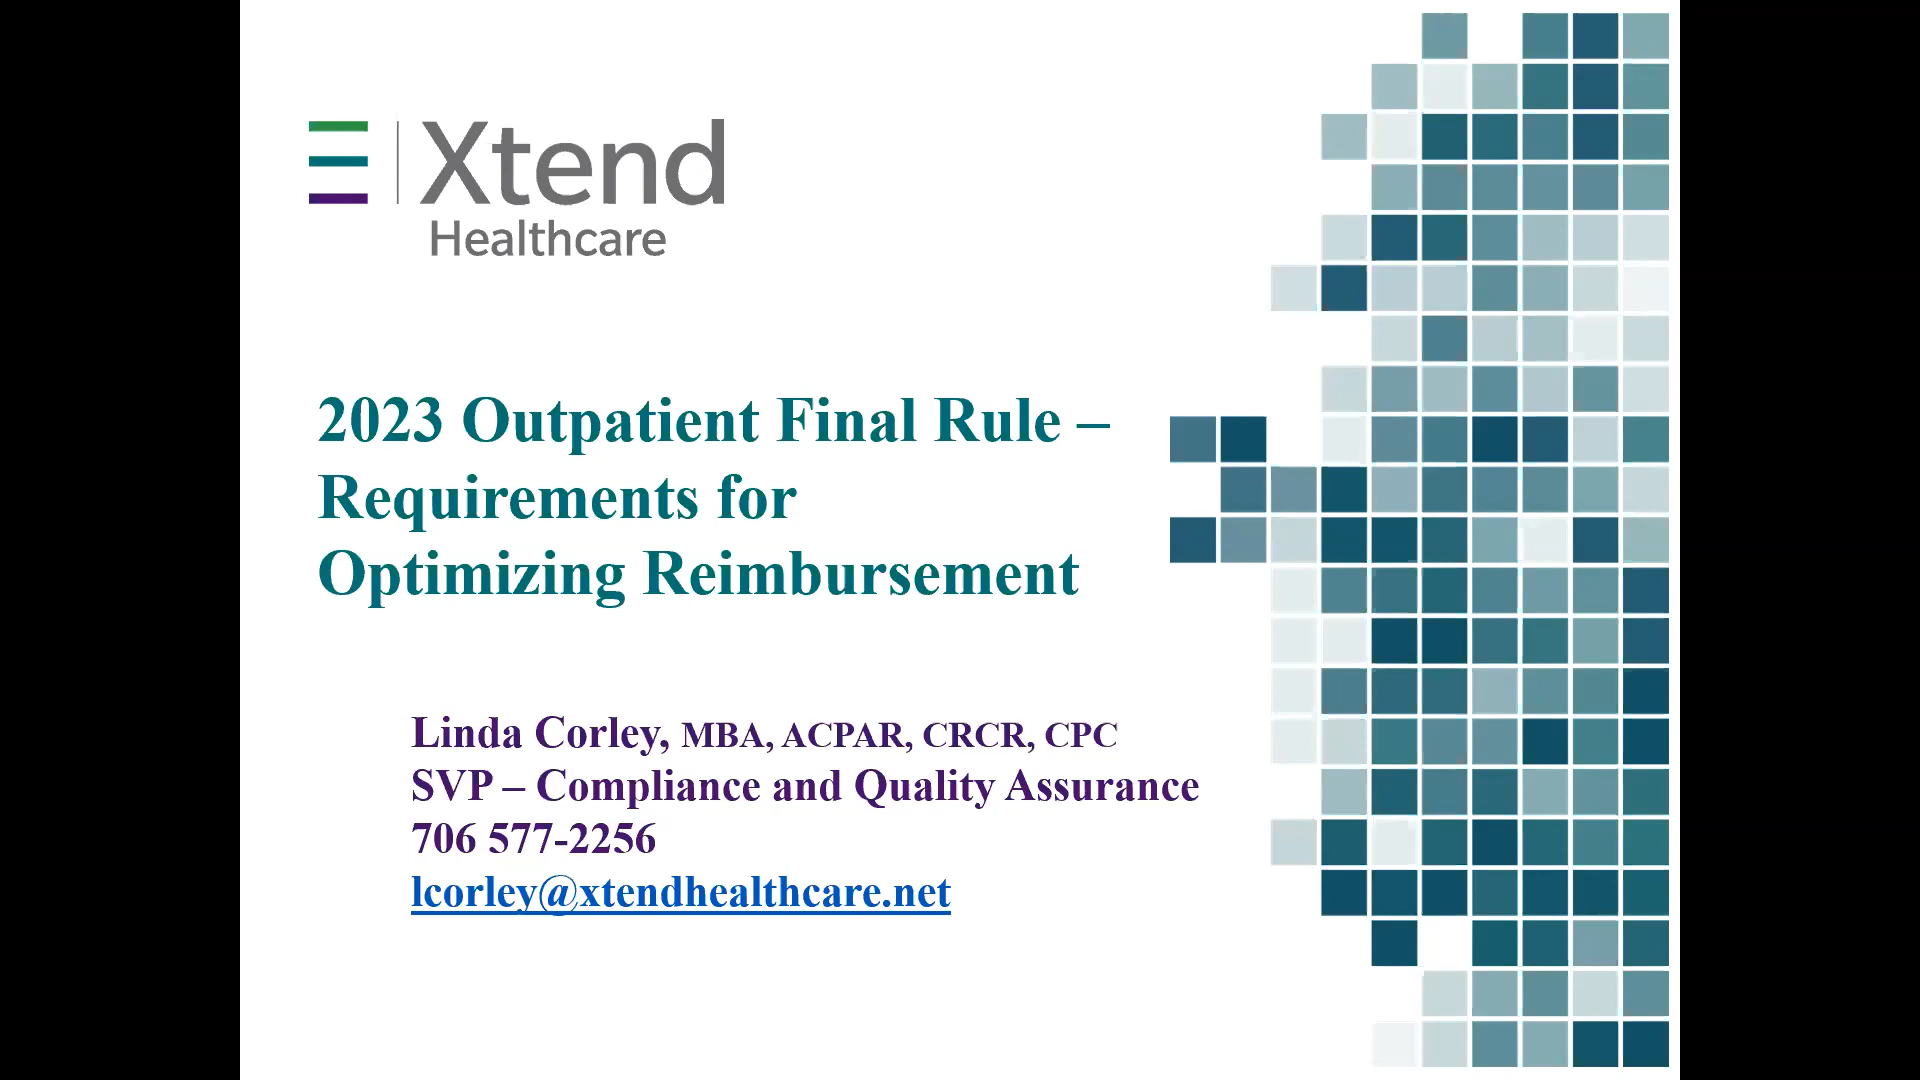 Xtend
Healthcare
2023 Outpatient Final Rule –
Requirements for
Optimizing Reimbursement
Linda Corley, MBA, ACPAR, CRCR, CPC
SVP – Compliance and Quality Assurance
706 577-2256
lcorley@xtendhealthcare.net